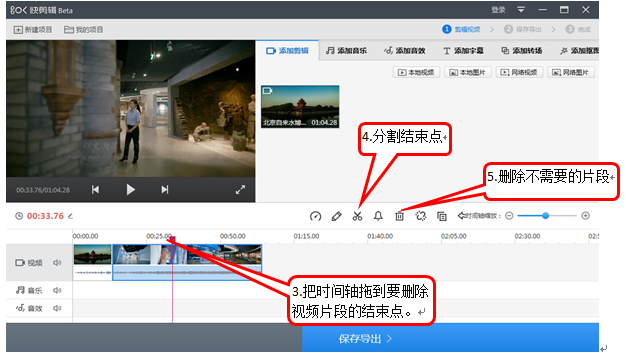 快剪辑 Beta
登录
新建项目 我的项目
1 剪辑视频 2 保存导出 3 完成
添加剪辑 添加音乐 添加音效 添加字幕 添加转场 添加抠图
本地视频 本地图片 网络视频 网络图片
北京自来水博... 01:04.28
4.分割结束点
5.删除不需要的片段
00:33.76/01:04.28
00:33.76
时间轴缩放：
00:00.00 00:25.00 00:50.00 01:15.00 01:40.00 02:05.00 02:30.00 02:5
视频
3.把时间轴拖到要删除
视频片段的结束点。
音乐
音效
保存导出